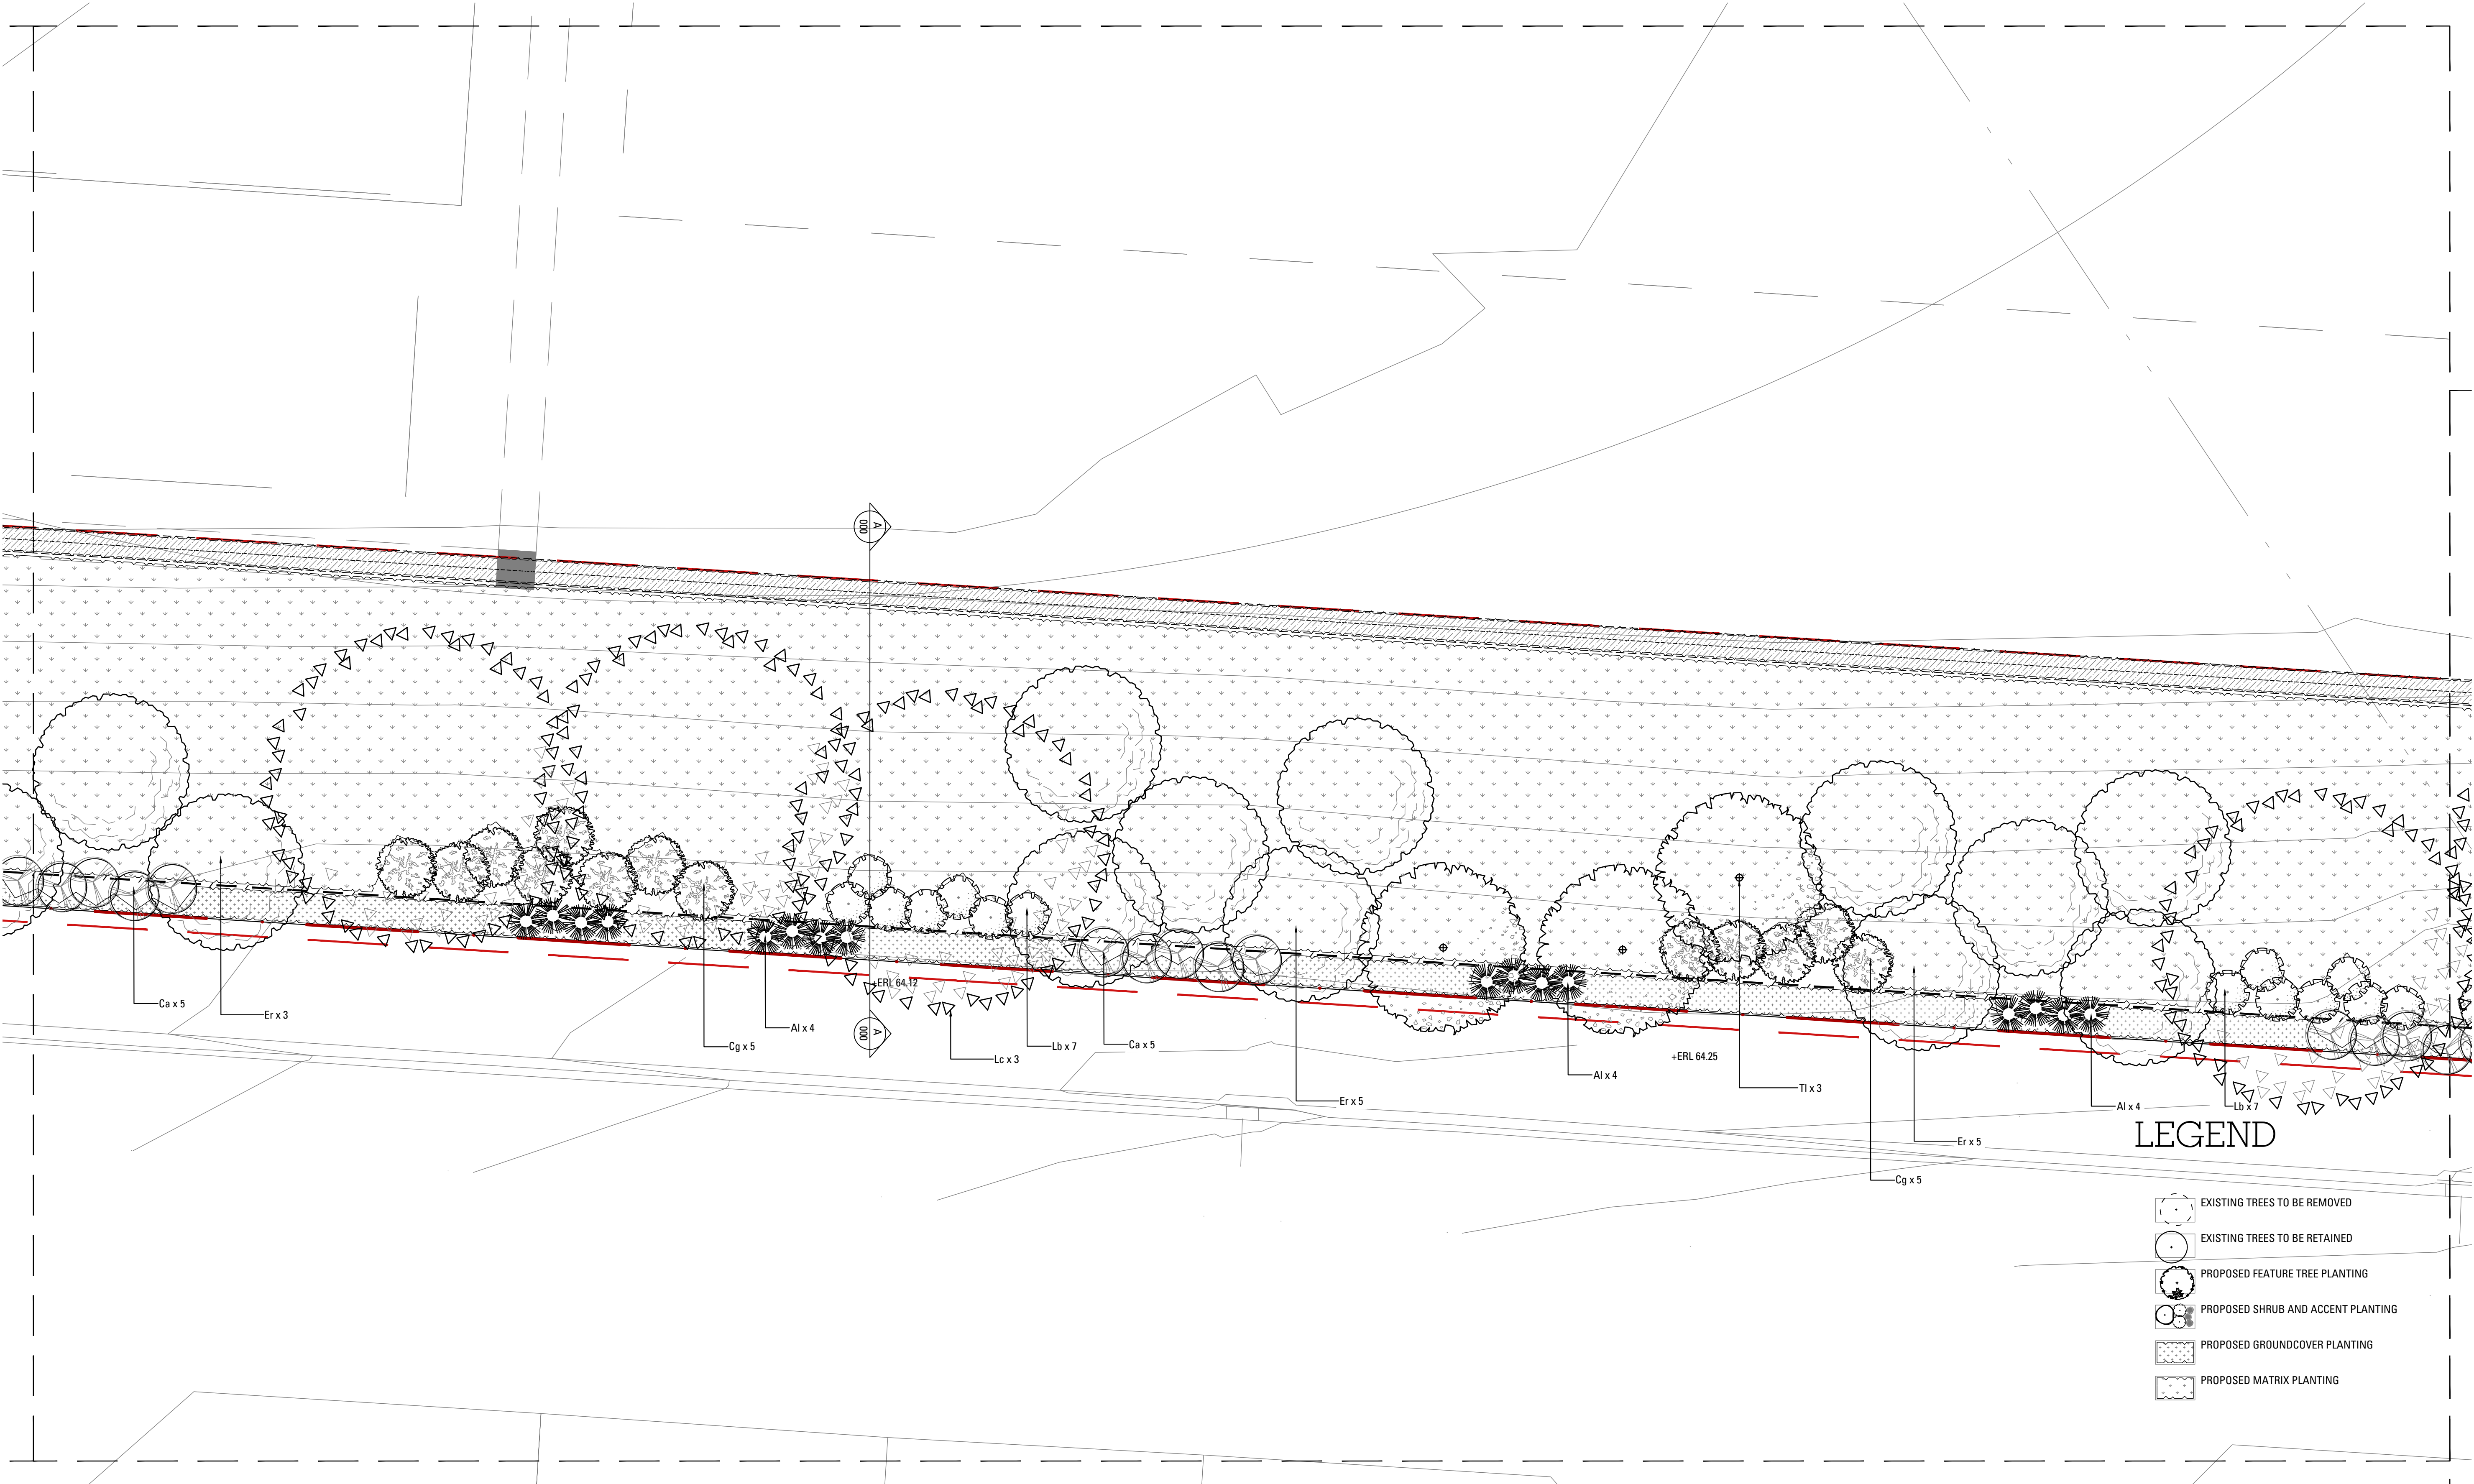 A
000
+ERL 64.12
A
000
Ca x 5
Er x 3
Cg x 5
Al x 4
Lc x 3
Lb x 7
Ca x 5
Er x 5
Al x 4
+ERL 64.25
Tl x 3
Cg x 5
Er x 5
Al x 4
Lb x 7
LEGEND
EXISTING TREES TO BE REMOVED
EXISTING TREES TO BE RETAINED
PROPOSED FEATURE TREE PLANTING
PROPOSED SHRUB AND ACCENT PLANTING
PROPOSED GROUNDCOVER PLANTING
PROPOSED MATRIX PLANTING